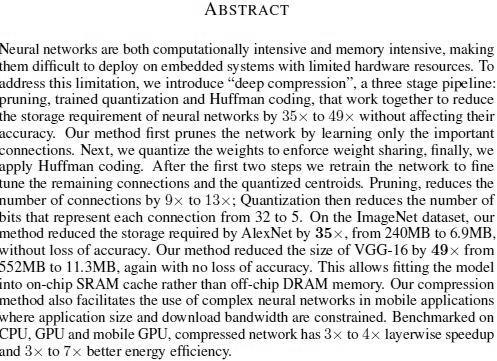 ABSTRACT
Neural networks are both computationally intensive and memory intensive, making
them difficult to deploy on embedded systems with limited hardware resources. To
address this limitation, we introduce “deep compression”, a three stage pipeline:
pruning, trained quantization and Huffman coding, that work together to reduce
the storage requirement of neural networks by 35× to 49× without affecting their
accuracy. Our method first prunes the network by learning only the important
connections. Next, we quantize the weights to enforce weight sharing, finally, we
apply Huffman coding. After the first two steps we retrain the network to fine
tune the remaining connections and the quantized centroids. Pruning, reduces the
number of connections by 9× to 13×; Quantization then reduces the number of
bits that represent each connection from 32 to 5. On the ImageNet dataset, our
method reduced the storage required by AlexNet by 35×, from 240MB to 6.9MB,
without loss of accuracy. Our method reduced the size of VGG-16 by 49× from
552MB to 11.3MB, again with no loss of accuracy. This allows fitting the model
into on-chip SRAM cache rather than off-chip DRAM memory. Our compression
method also facilitates the use of complex neural networks in mobile applications
where application size and download bandwidth are constrained. Benchmarked on
CPU, GPU and mobile GPU, compressed network has 3× to 4× layerwise speedup
and 3× to 7× better energy efficiency.